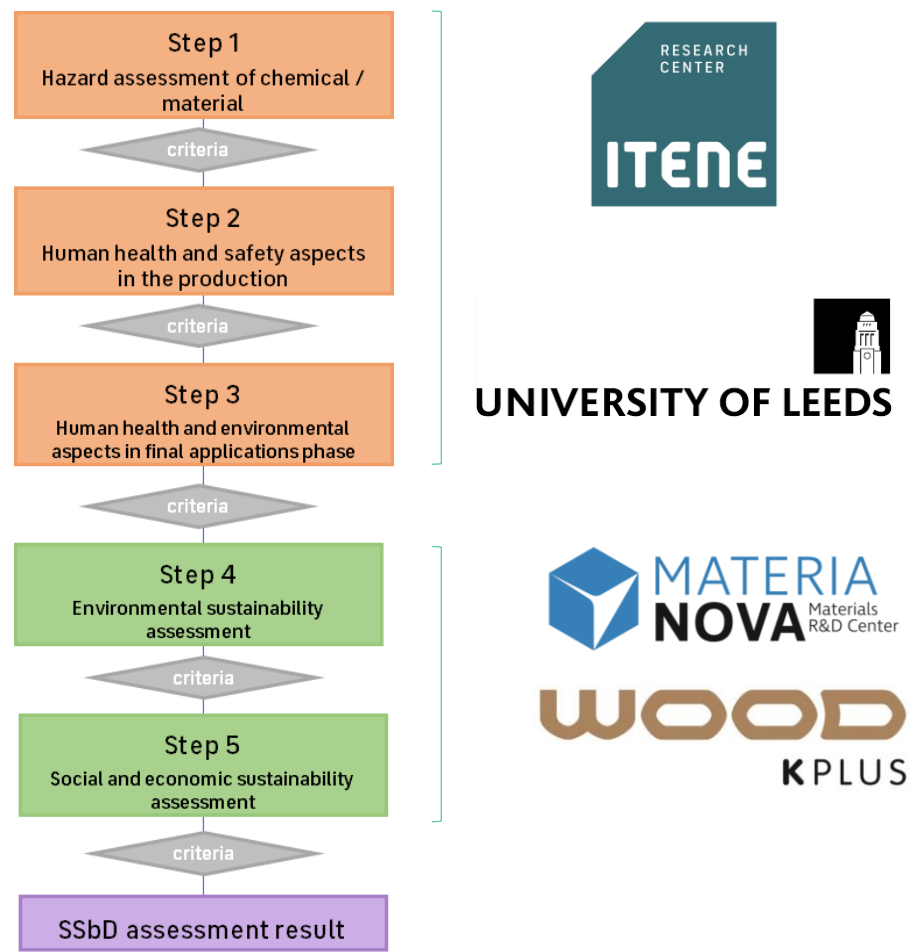 Step 1
Hazard assessment of chemical /
material
criteria
Step 2
Human health and safety aspects
in the production
criteria
Step 3
Human health and environmental
aspects in final applications phase
criteria
Step 4
Environmental sustainability
assessment
criteria
Step 5
Social and economic sustainability
assessment
criteria
SSbD assessment result
RESEARCH
CENTER
ITENE
UNIVERSITY OF LEEDS
MATERIA
NOVA Materials
R&D Center
WOOD
KPLUS